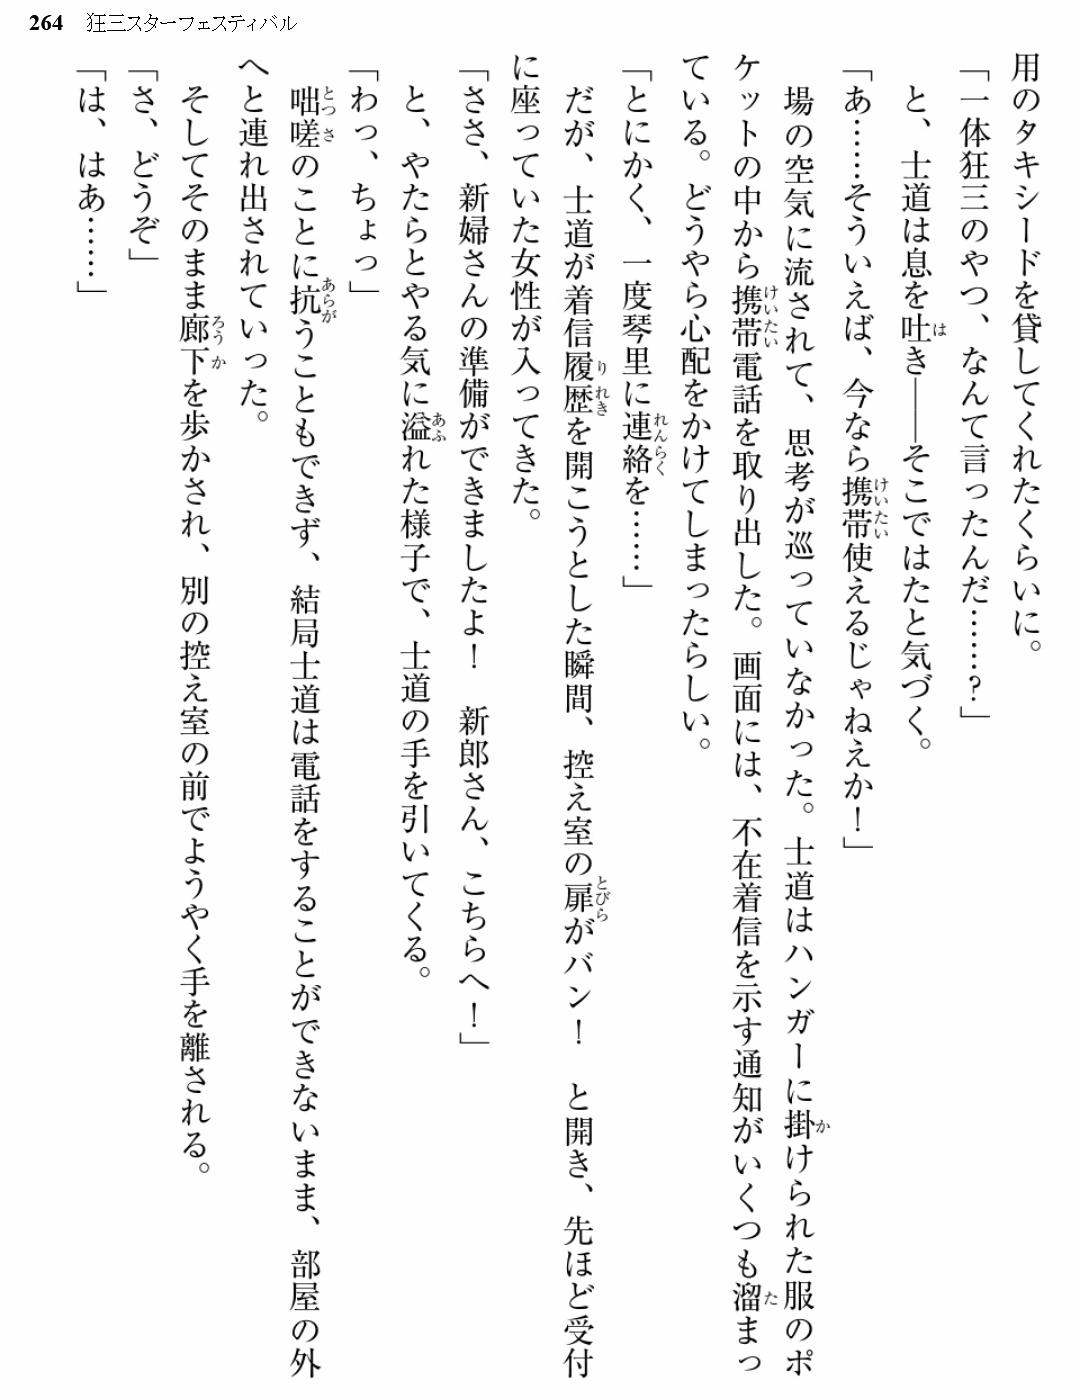 264 狂三スターフェスティバル
用のタキシードを貸してくれたくらいに。
「一体狂三のやつ、なんて言ったんだ……?」
と、士道は息を吐き――そこではたと気づく。
「あ……そういえば、今なら携帯使えるじゃねえか!」
場の空気に流されて、思考が巡っていなかった。士道はハンガーに掛けられた服のポ
ケットの中から携帯電話を取り出した。画面には、不在着信を示す通知がいくつも溜まっ
ている。どうやら心配をかけてしまったらしい。
「とにかく、一度琴里に連絡を……」
だが、士道が着信履歴を開こうとした瞬間、控え室の扉がバン! と開き、先ほど受付
に座っていた女性が入ってきた。
「ささ、新婦さんの準備ができましたよ! 新郎さん、こちらへ!」
と、やたらとやる気に溢れた様子で、士道の手を引いてくる。
「わっ、ちょっ」
咄嗟のことに抗うこともできず、結局士道は電話をすることができないまま、部屋の外
へと連れ出されていった。
そしてそのまま廊下を歩かされ、別の控え室の前でようやく手を離される。
「さ、どうぞ」
「は、はあ……」